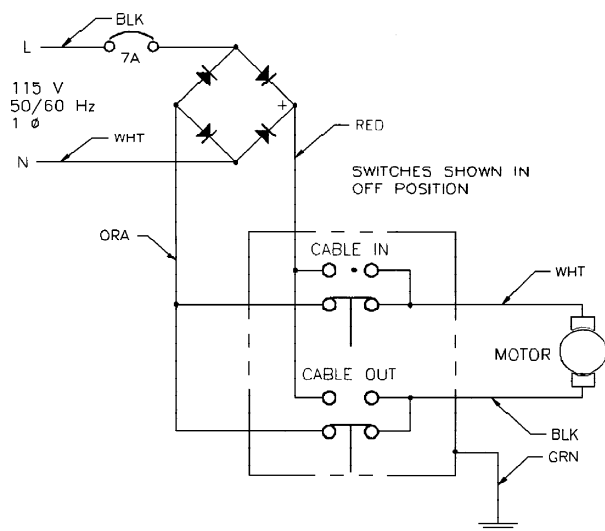 BLK
L
7A
115 V
50/60 Hz
1 ø
+
RED
WHT
N
SWITCHES SHOWN IN
OFF POSITION
ORA
CABLE IN
WHT
MOTOR
CABLE OUT
BLK
GRN